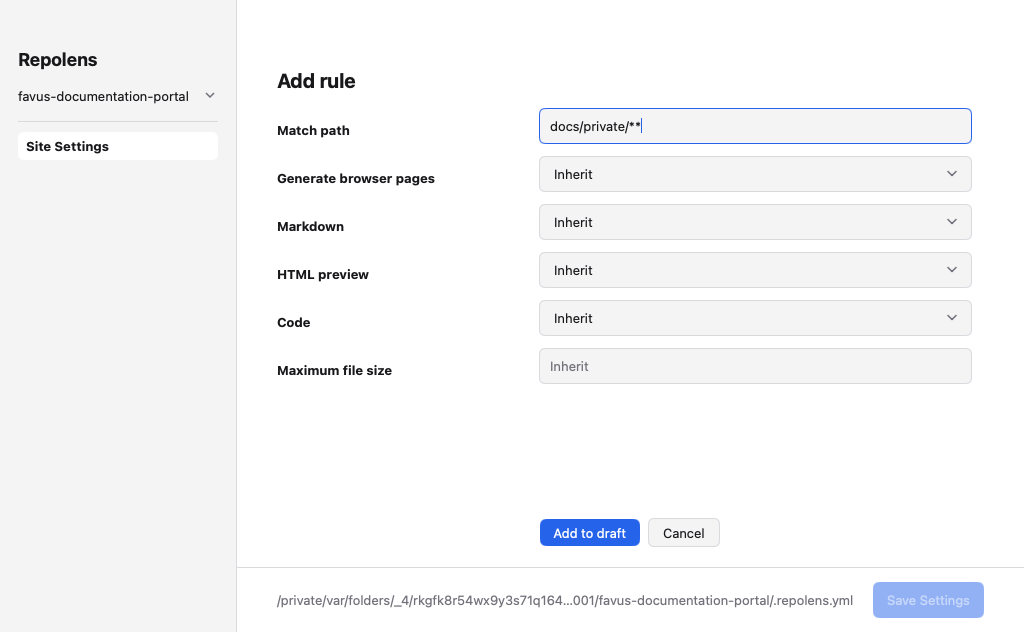 Repolens
favus-documentation-portal
Site Settings
Add rule
Match path
docs/private/**
Generate browser pages
Inherit
Markdown
Inherit
HTML preview
Inherit
Code
Inherit
Maximum file size
Inherit
Add to draft
Cancel
/private/var/folders/_4/rkgfk8r54wx9y3s71q164...001/favus-documentation-portal/.repolens.yml
Save Settings